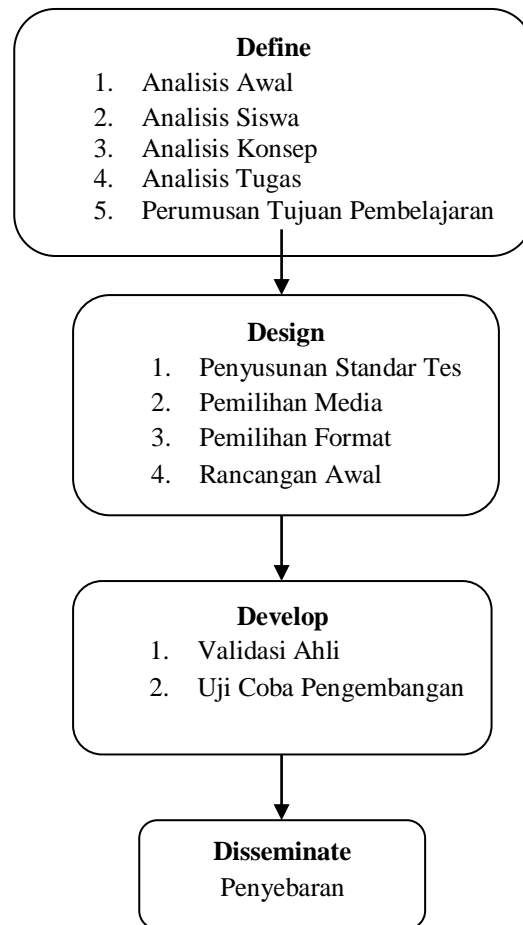 Define
1. Analisis Awal
2. Analisis Siswa
3. Analisis Konsep
4. Analisis Tugas
5. Perumusan Tujuan Pembelajaran
Design
1. Penyusunan Standar Tes
2. Pemilihan Media
3. Pemilihan Format
4. Rancangan Awal
Develop
1. Validasi Ahli
2. Uji Coba Pengembangan
Disseminate
Penyebaran